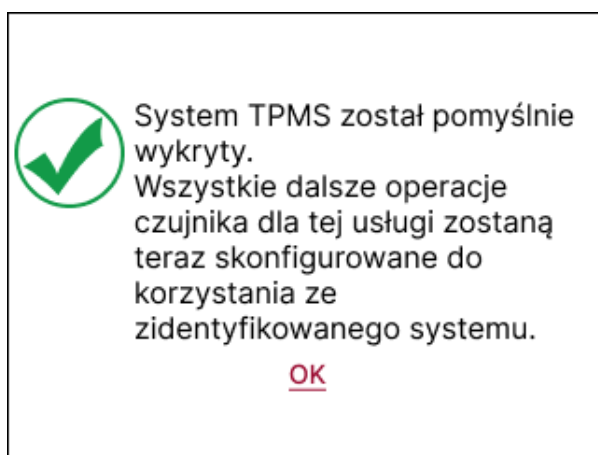 System TPMS został pomyślnie
wykryty.
Wszystkie dalsze operacje
czujnika dla tej usługi zostaną
teraz skonfigurowane do
korzystania ze
zidentyfikowanego systemu.
OK